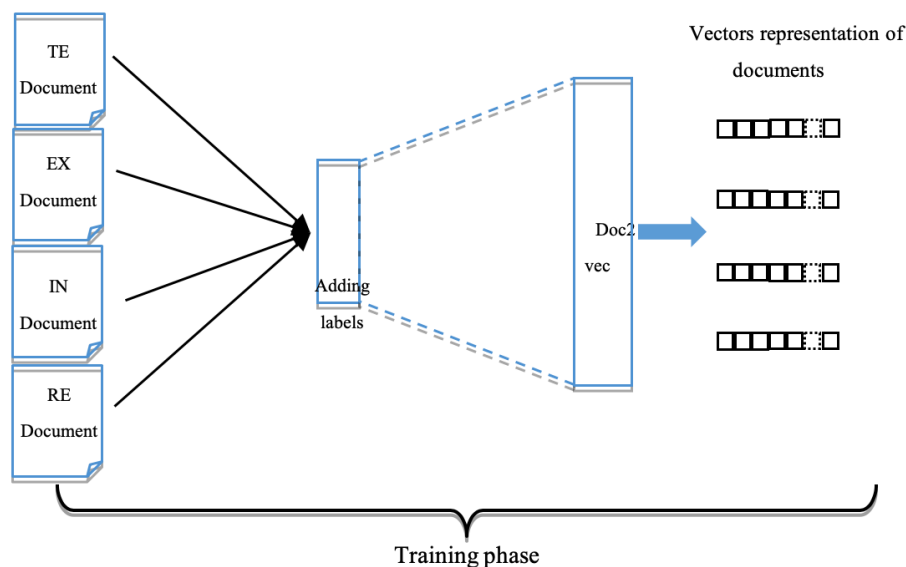 TE
Document
EX
Document
IN
Document
RE
Document
Adding
labels
Doc2
vec
Vectors representation of
documents
Training phase